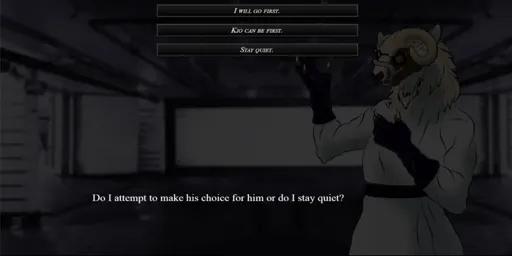 I will go first.
Kio can be first.
Stay quiet.
Do I attempt to make his choice for him or do I stay quiet?